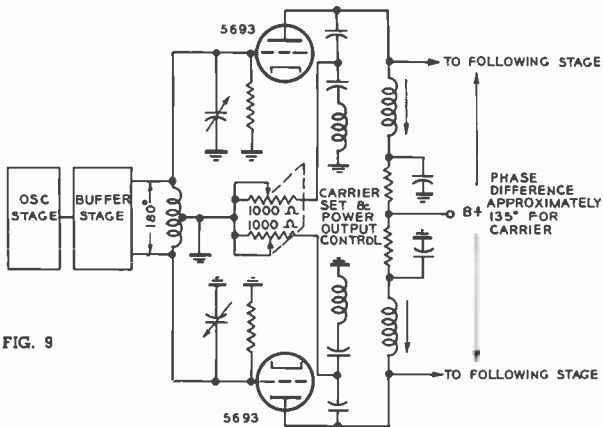 5693
TO FOLLOWING STAGE
OSC
STAGE
BUFFER
STAGE
180°
1000 Ω
1000 Ω
CARRIER
SET &
POWER
OUTPUT
CONTROL
B+
PHASE
DIFFERENCE
APPROXIMATELY
135° FOR
CARRIER
FIG. 9
TO FOLLOWING STAGE
5693